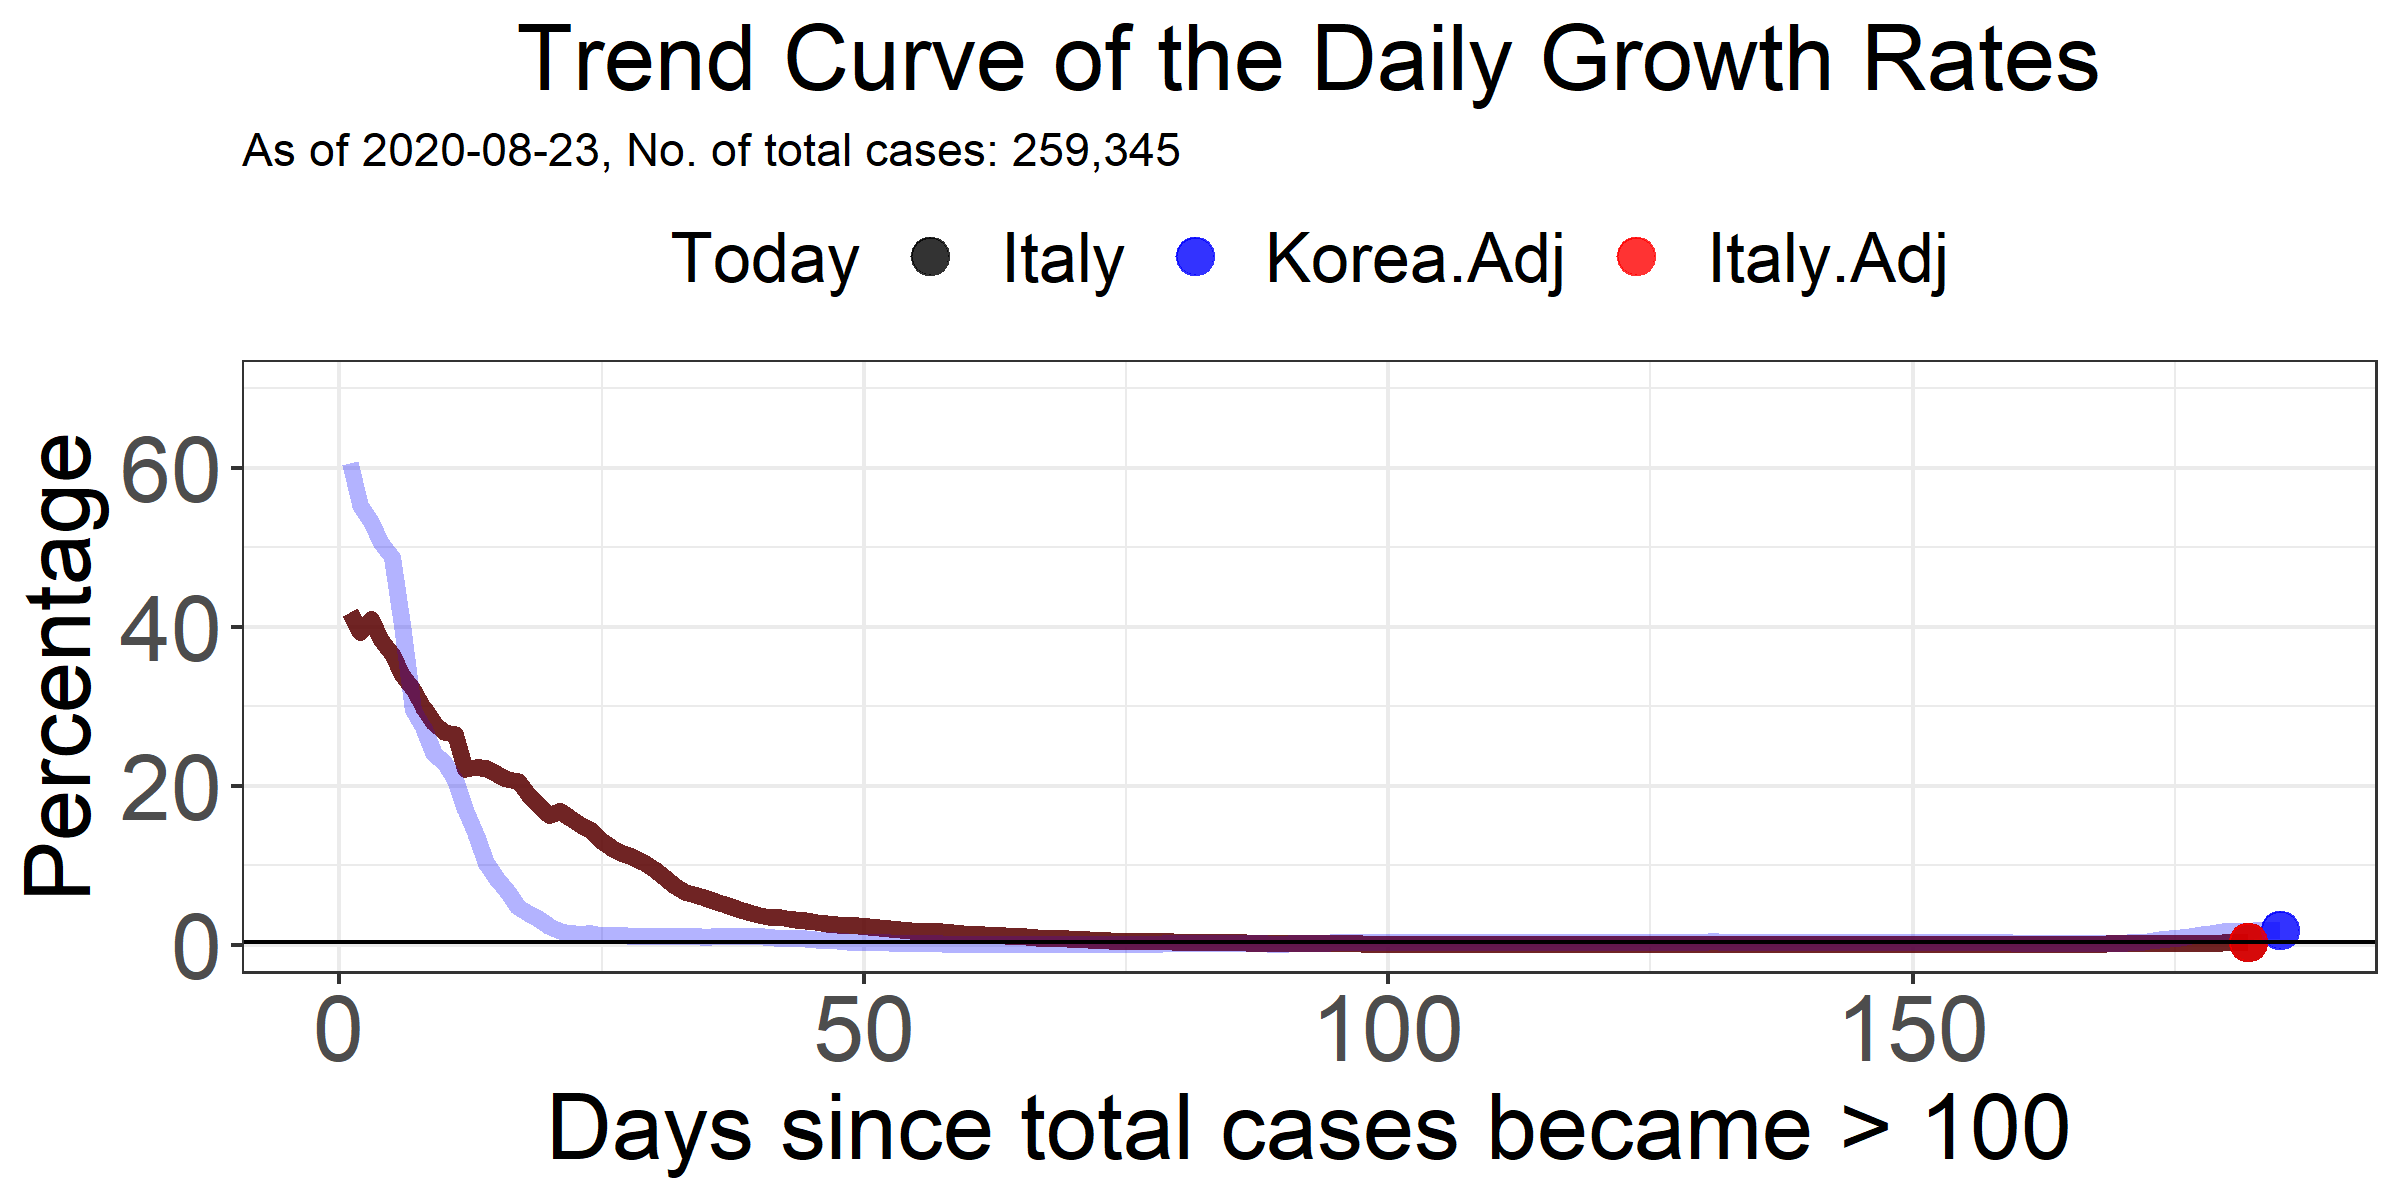 Trend Curve of the Daily Growth Rates
As of 2020-08-23, No. of total cases: 259,345
Today Italy Korea.Adj Italy.Adj
Percentage
60
40
20
0
0 50 100 150
Days since total cases became > 100